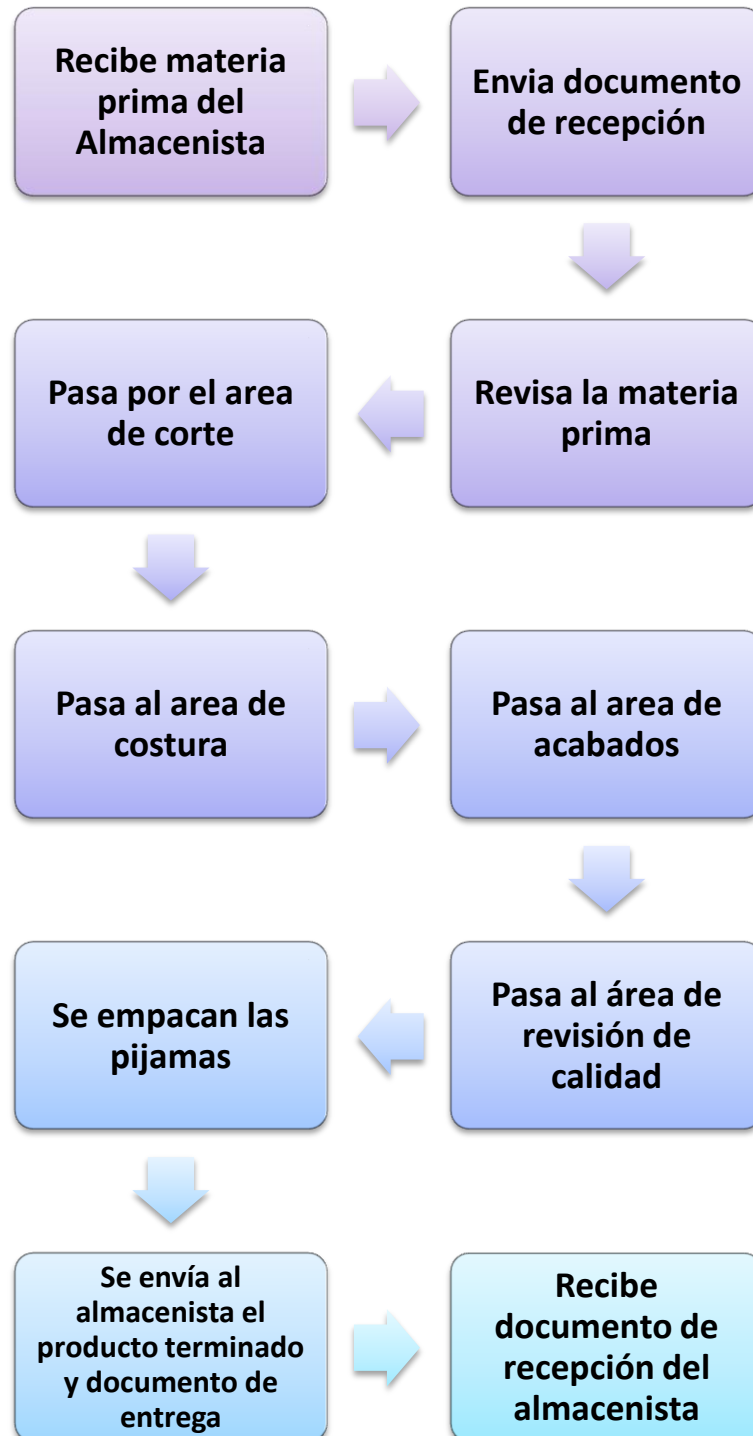 Recibe materia
prima del
Almacenista
Envia documento
de recepción
Revisa la materia
prima
Pasa por el area
de corte
Pasa al area de
costura
Pasa al area de
acabados
Pasa al área de
revisión de
calidad
Se empacan las
pijamas
Se envía al
almacenista el
producto terminado
y documento de
entrega
Recibe
documento de
recepción del
almacenista